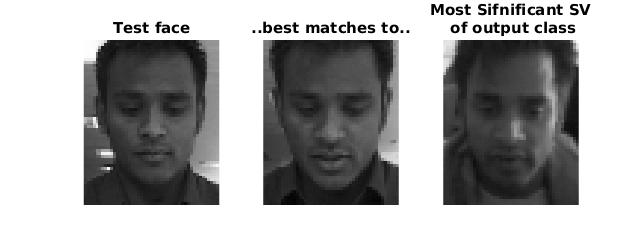 Test face
..best matches to..
Most Sifnificant SV
of output class